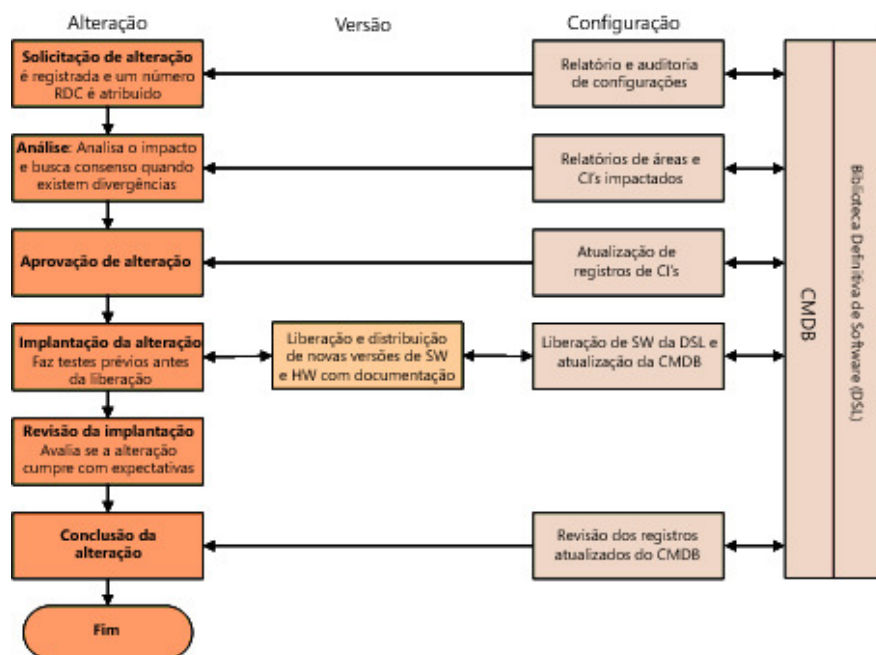 Alteração
Versão
Configuração
Solicitação de alteração
é registrada e um número
RDC é atribuído
Relatório e auditoria
de configurações
Análise: Analisa o impacto
e busca consenso quando
existem divergências
Relatórios de áreas e
CI's impactados
Aprovação de alteração
Atualização de
registros de CI's
Implantação da alteração
Faz testes prévios antes
da liberação
Liberação e distribuição
de novas versões de SW
e HW com documentação
Liberação de SW da DSL e
atualização da CMDB
Revisão da implantação
Avalia se a alteração
cumpre com expectativas
Conclusão da
alteração
Revisão dos registros
atualizados do CMDB
Fim
CMDB
Biblioteca Definitiva de Software (DSL)